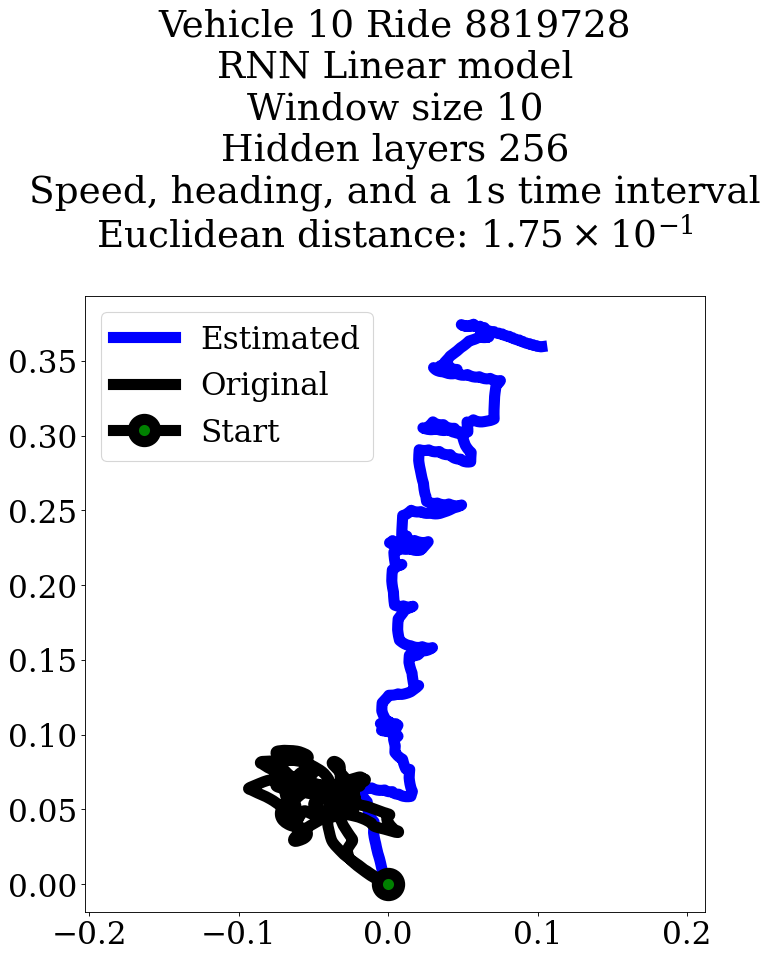 Vehicle 10 Ride 8819728
RNN Linear model
Window size 10
Hidden layers 256
Speed, heading, and a 1s time interval
Euclidean distance: 1.75 × 10⁻¹
Estimated
Original
Start
0.35
0.30
0.25
0.20
0.15
0.10
0.05
0.00
−0.2 −0.1 0.0 0.1 0.2